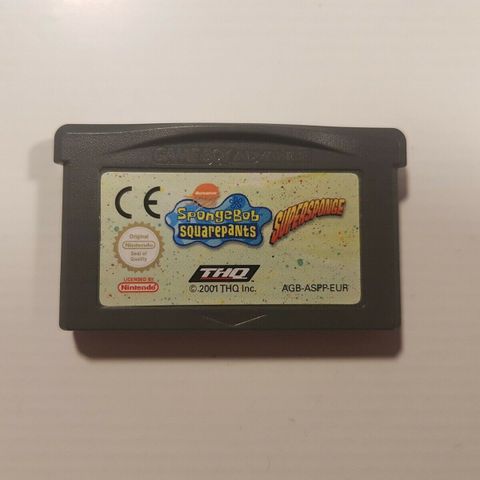 GAME BOY ADVANCE
CE
NICKELODEON
SpongeBob
SquarePants
SUPERSPONGE
Original
Nintendo
Seal of
Quality
LICENSED BY
Nintendo
THQ
© 2001 THQ Inc.
AGB-ASPP-EUR